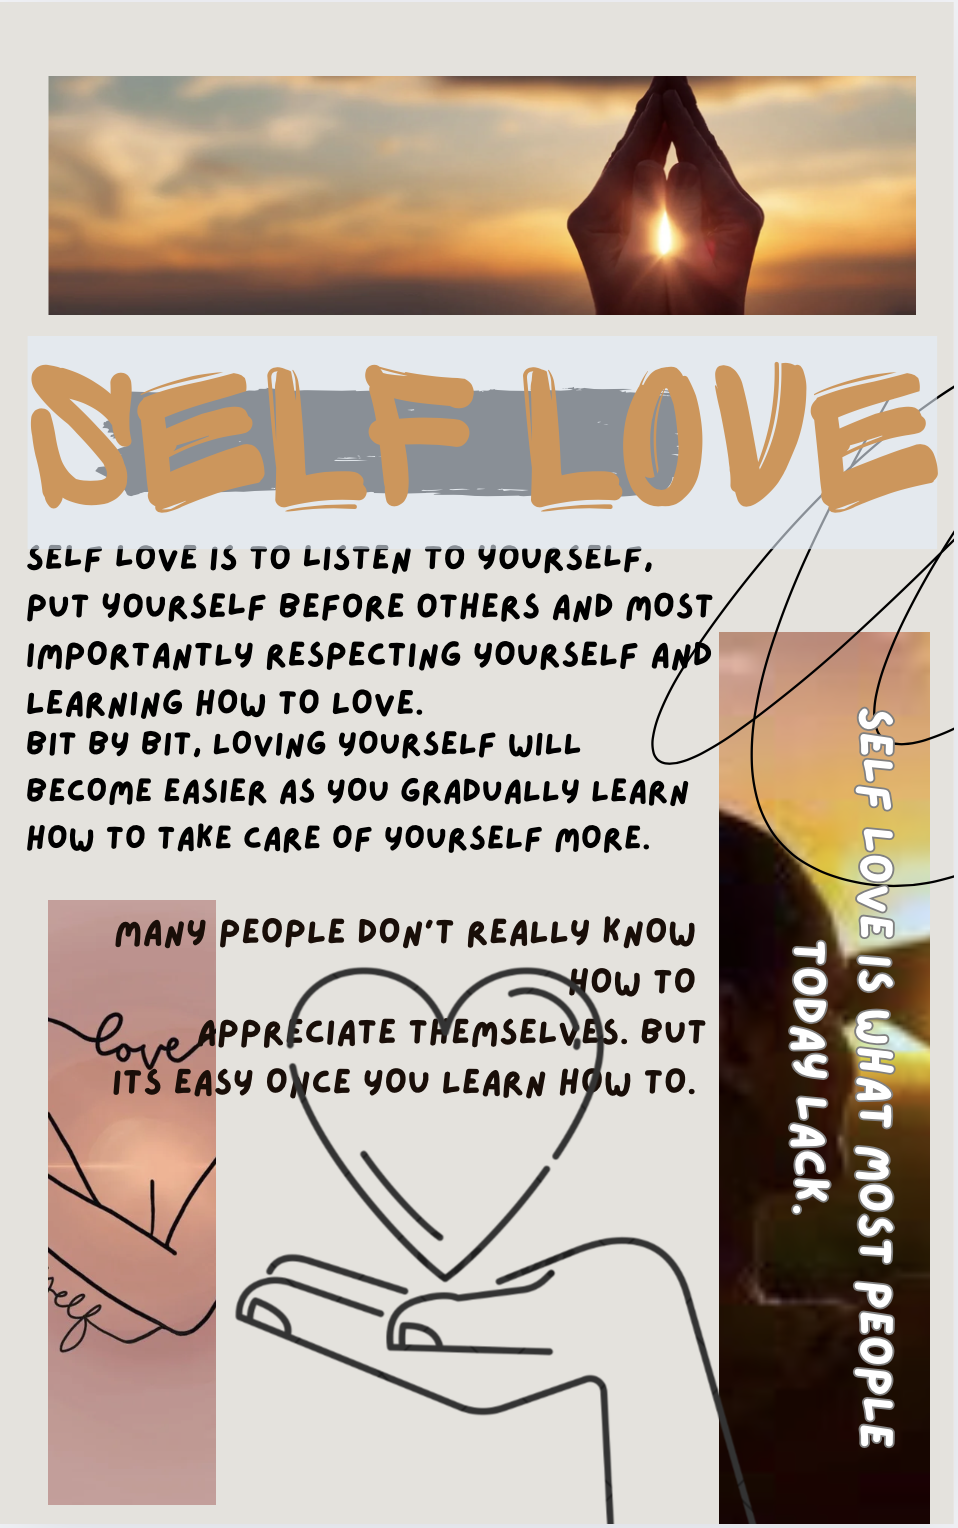 SELF LOVE
SELF LOVE IS TO LISTEN TO YOURSELF,
PUT YOURSELF BEFORE OTHERS AND MOST
IMPORTANTLY RESPECTING YOURSELF AND
LEARNING HOW TO LOVE.
BIT BY BIT, LOVING YOURSELF WILL
BECOME EASIER AS YOU GRADUALLY LEARN
HOW TO TAKE CARE OF YOURSELF MORE.
MANY PEOPLE DON'T REALLY KNOW
HOW TO
APPRECIATE THEMSELVES. BUT
ITS EASY ONCE YOU LEARN HOW TO.
love
self
SELF LOVE IS WHAT MOST PEOPLE
TODAY LACK.